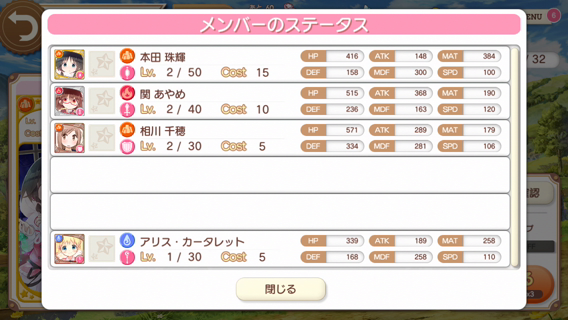 メンバーのステータス
本田 珠輝
HP 416 ATK 148 MAT 384
Lv. 2 / 50 Cost 15
DEF 158 MDF 300 SPD 100
関 あやめ
HP 515 ATK 368 MAT 190
Lv. 2 / 40 Cost 10
DEF 236 MDF 163 SPD 120
相川 千穂
HP 571 ATK 289 MAT 179
Lv. 2 / 30 Cost 5
DEF 334 MDF 281 SPD 106
アリス・カータレット
HP 339 ATK 189 MAT 258
Lv. 1 / 30 Cost 5
DEF 168 MDF 258 SPD 110
閉じる
ENU 6
/ 32
認